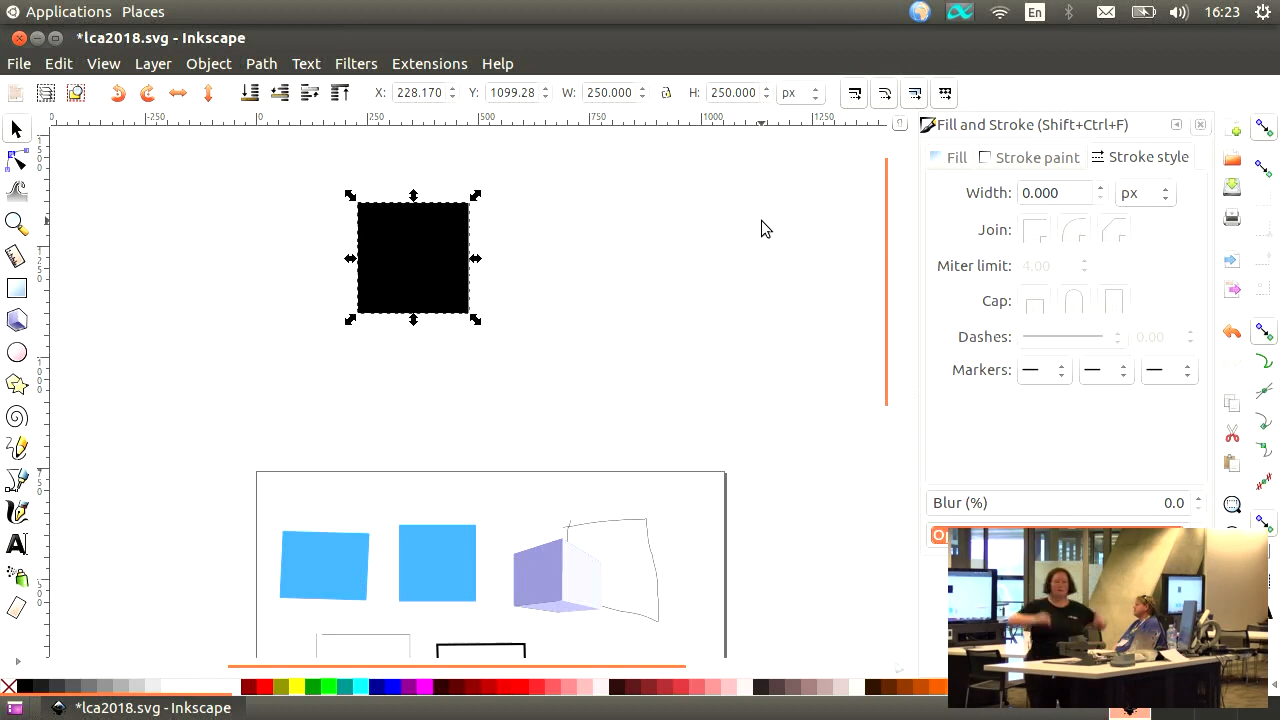 Applications Places
En
16:23
*lca2018.svg - Inkscape
File Edit View Layer Object Path Text Filters Extensions Help
X: 228.170 Y: 1099.28 W: 250.000 H: 250.000 px
-250 0 250 500 750 1000 1250
Fill and Stroke (Shift+Ctrl+F)
Fill Stroke paint Stroke style
Width: 0.000 px
Join:
Miter limit: 4.00
Cap:
Dashes: 0.00
Markers:
Blur (%) 0.0
*lca2018.svg - Inkscape